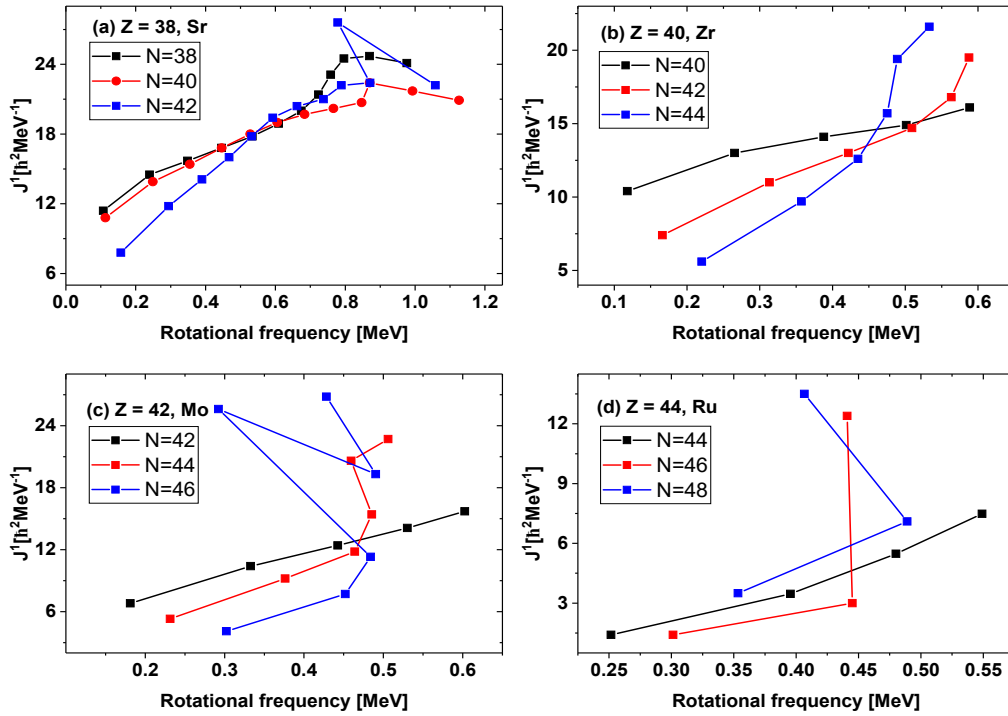 (a) Z = 38, Sr
N=38
N=40
N=42
J¹[ħ²MeV⁻¹]
24
18
12
6
0.0 0.2 0.4 0.6 0.8 1.0 1.2
Rotational frequency [MeV]
(b) Z = 40, Zr
N=40
N=42
N=44
J¹[ħ²MeV⁻¹]
20
15
10
5
0.1 0.2 0.3 0.4 0.5 0.6
Rotational frequency [MeV]
(c) Z = 42, Mo
N=42
N=44
N=46
J¹[ħ²MeV⁻¹]
24
18
12
6
0.2 0.3 0.4 0.5 0.6
Rotational frequency [MeV]
(d) Z = 44, Ru
N=44
N=46
N=48
J¹[ħ²MeV⁻¹]
12
9
6
3
0.25 0.30 0.35 0.40 0.45 0.50 0.55
Rotational frequency [MeV]